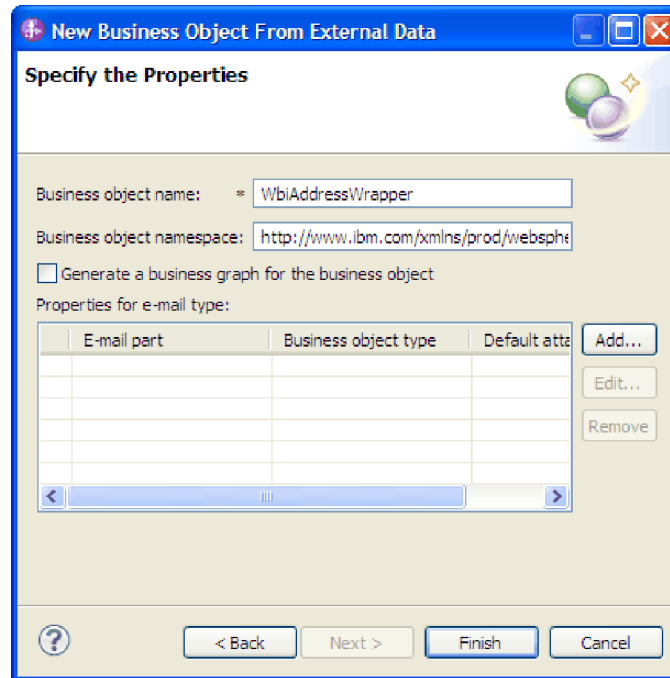 New Business Object From External Data
Specify the Properties
Business object name: * WbiAddressWrapper
Business object namespace: http://www.ibm.com/xmlns/prod/websphe
Generate a business graph for the business object
Properties for e-mail type:
E-mail part Business object type Default atta Add...
Edit...
Remove
? < Back Next > Finish Cancel